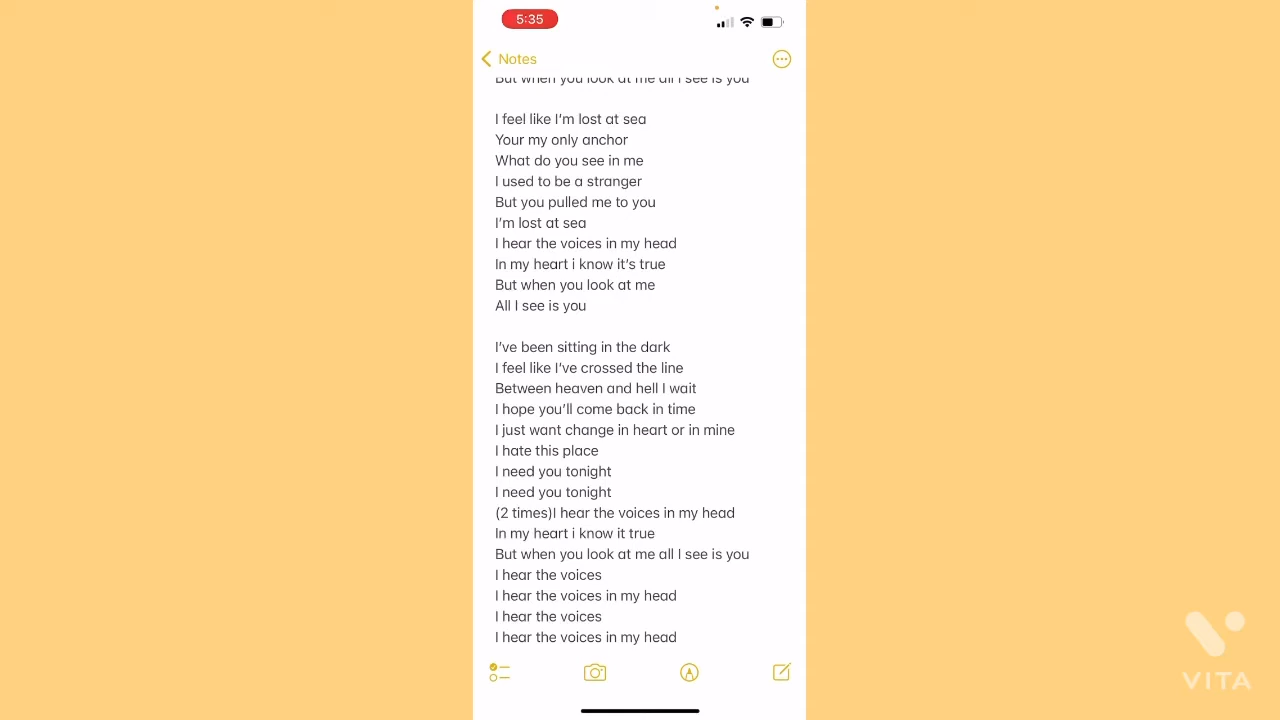 5:35
Notes
But when you look at me all I see is you
I feel like I'm lost at sea
Your my only anchor
What do you see in me
I used to be a stranger
But you pulled me to you
I'm lost at sea
I hear the voices in my head
In my heart i know it's true
But when you look at me
All I see is you
I've been sitting in the dark
I feel like I've crossed the line
Between heaven and hell I wait
I hope you'll come back in time
I just want change in heart or in mine
I hate this place
I need you tonight
I need you tonight
(2 times)I hear the voices in my head
In my heart i know it true
But when you look at me all I see is you
I hear the voices
I hear the voices in my head
I hear the voices
I hear the voices in my head
VITA